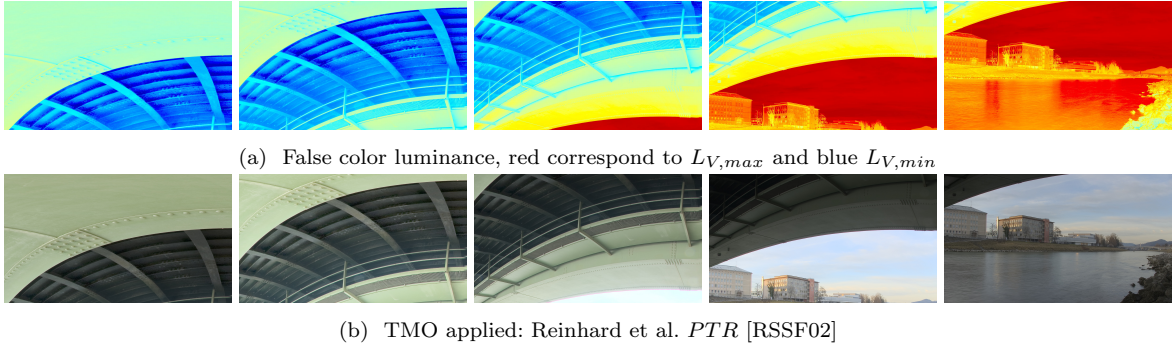 (a) False color luminance, red correspond to L_{V,max} and blue L_{V,min}
(b) TMO applied: Reinhard et al. PTR [RSSF02]